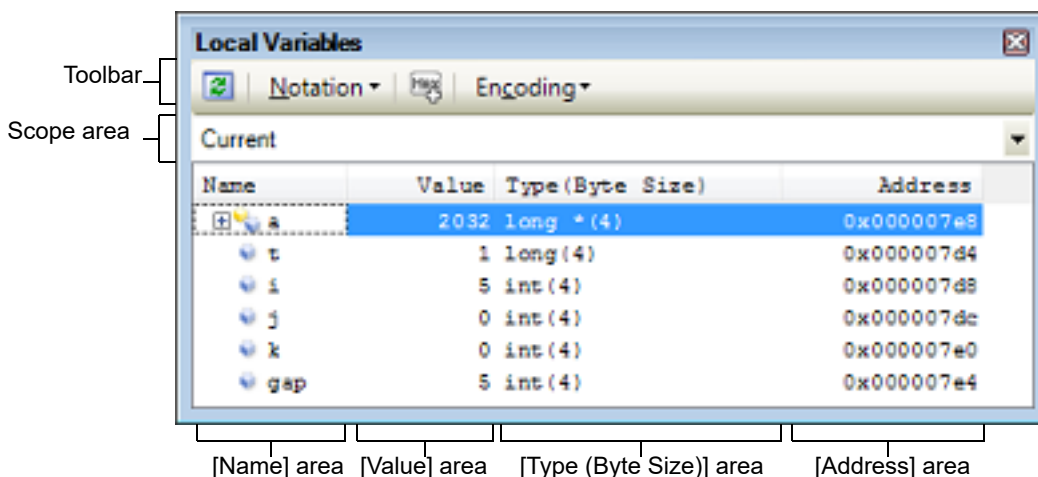 Local Variables
Toolbar
Notation
Hex
Encoding
Scope area
Current
Name Value Type(Byte Size) Address
a 2032 long *(4) 0x000007e8
t 1 long(4) 0x000007d4
i 5 int(4) 0x000007d8
j 0 int(4) 0x000007dc
k 0 int(4) 0x000007e0
gap 5 int(4) 0x000007e4
[Name] area [Value] area [Type (Byte Size)] area [Address] area